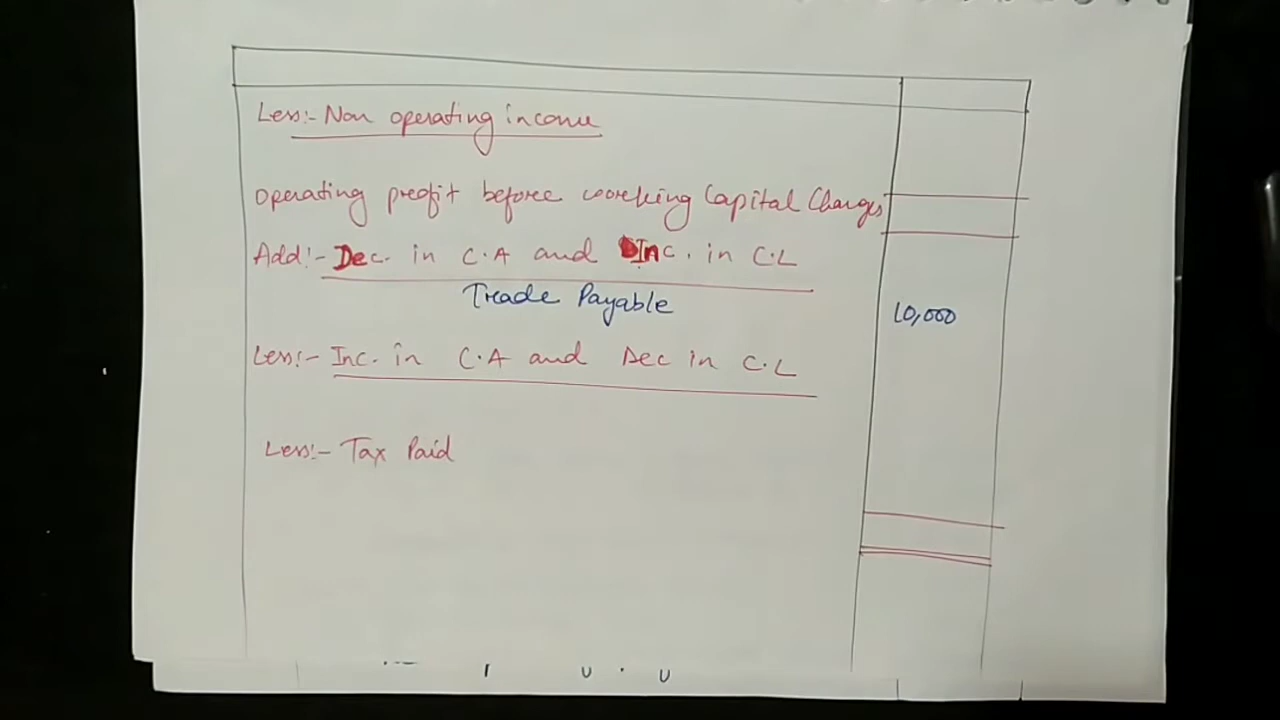 Less:- Non operating income
Operating profit before working Capital Changes
Add:- Dec. in C.A and Inc. in C.L
Trade Payable
10,000
Less:- Inc. in C.A and Dec in C.L
Less:- Tax Paid